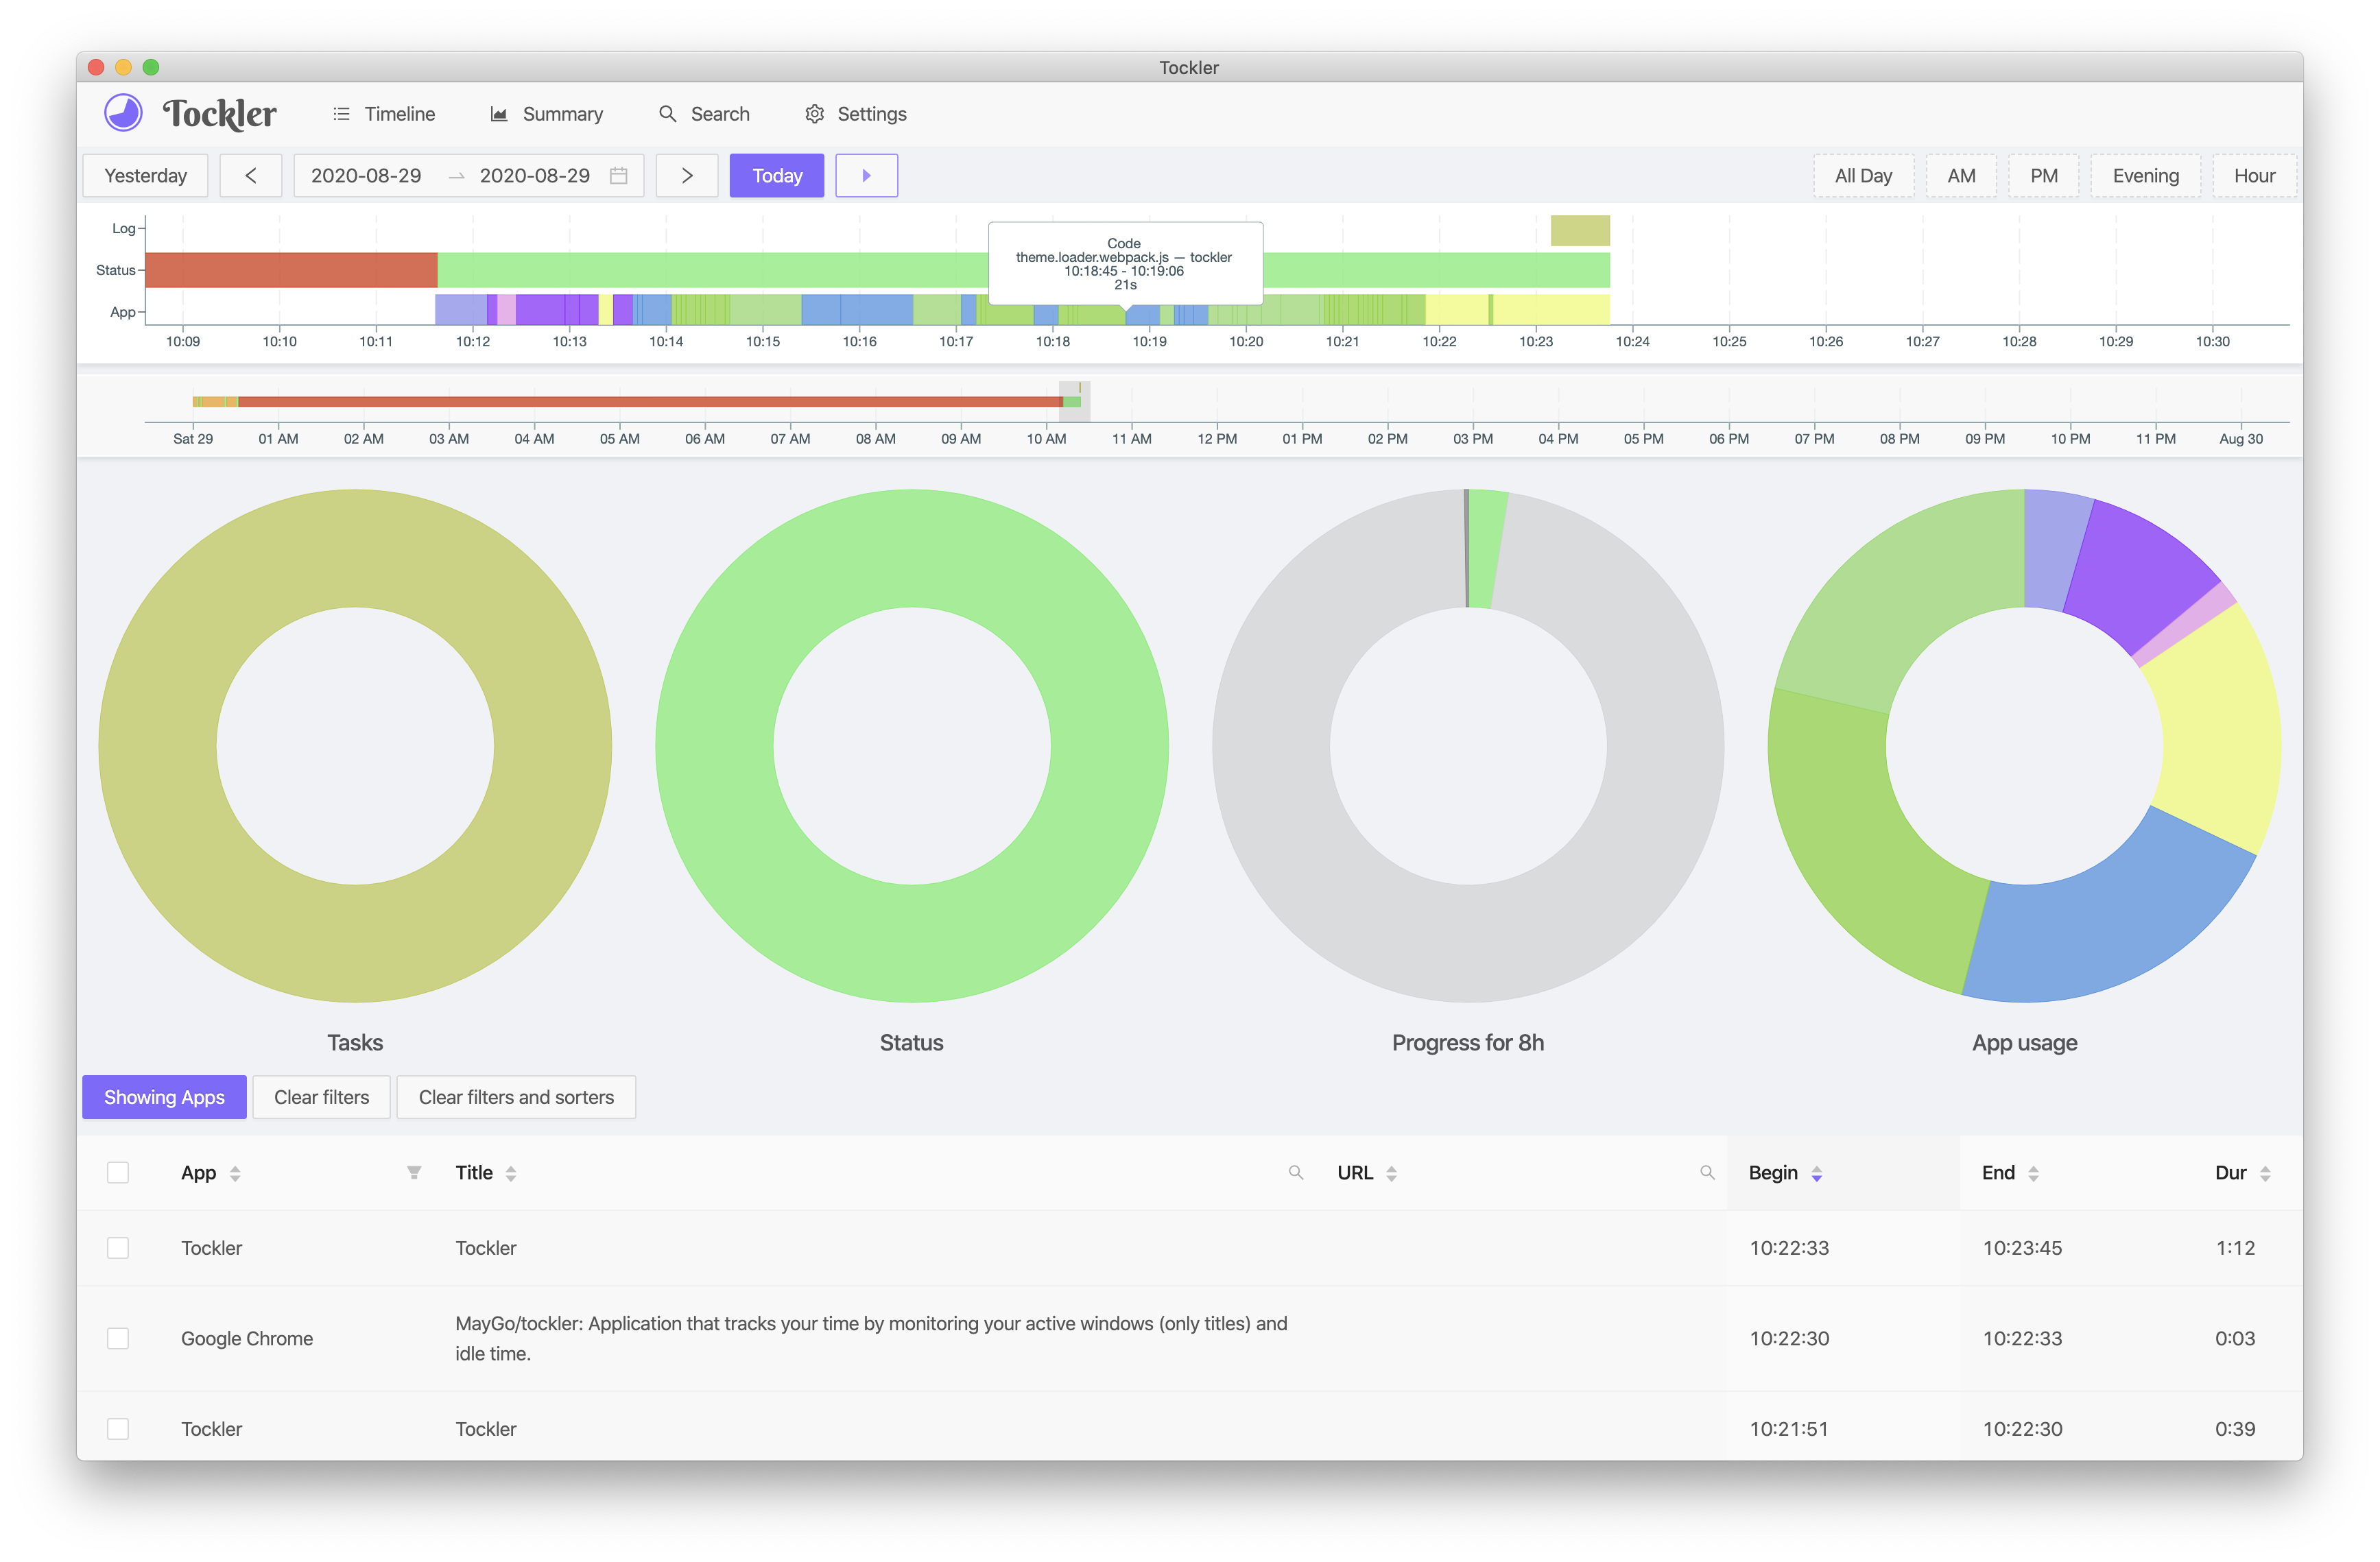 Tockler
Tockler
Timeline
Summary
Search
Settings
Yesterday
2020-08-29
2020-08-29
Today
All Day
AM
PM
Evening
Hour
Log
Status
App
Code
theme.loader.webpack.js — tockler
10:18:45 - 10:19:06
21s
10:09 10:10 10:11 10:12 10:13 10:14 10:15 10:16 10:17 10:18 10:19 10:20 10:21 10:22 10:23 10:24 10:25 10:26 10:27 10:28 10:29 10:30
Sat 29 01 AM 02 AM 03 AM 04 AM 05 AM 06 AM 07 AM 08 AM 09 AM 10 AM 11 AM 12 PM 01 PM 02 PM 03 PM 04 PM 05 PM 06 PM 07 PM 08 PM 09 PM 10 PM 11 PM Aug 30
Tasks
Status
Progress for 8h
App usage
Showing Apps
Clear filters
Clear filters and sorters
App Title URL Begin End Dur
Tockler Tockler 10:22:33 10:23:45 1:12
Google Chrome
MayGo/tockler: Application that tracks your time by monitoring your active windows (only titles) and
idle time.
10:22:30 10:22:33 0:03
Tockler Tockler 10:21:51 10:22:30 0:39